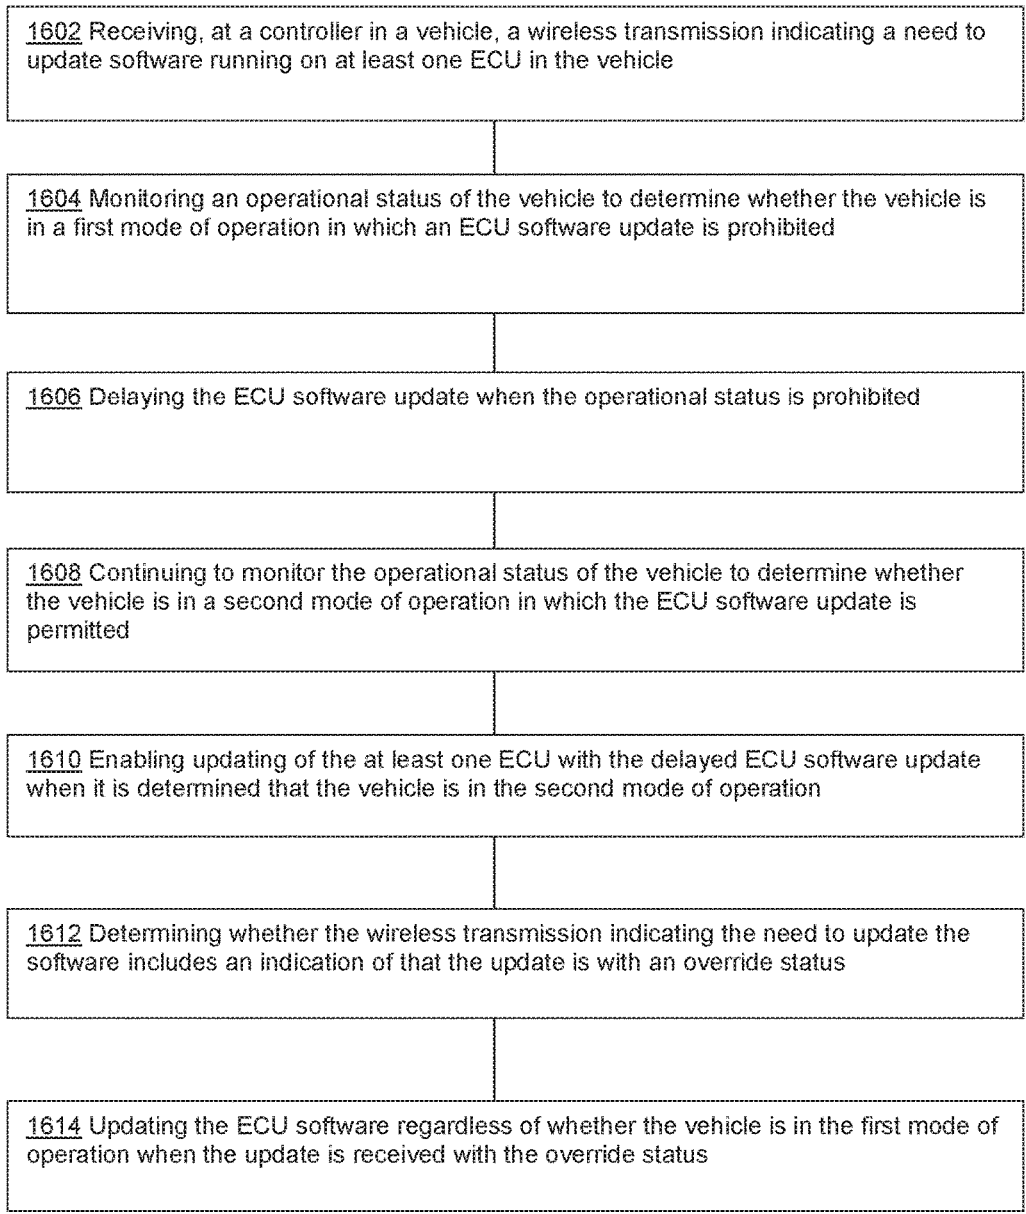 1602 Receiving, at a controller in a vehicle, a wireless transmission indicating a need to
update software running on at least one ECU in the vehicle
1604 Monitoring an operational status of the vehicle to determine whether the vehicle is
in a first mode of operation in which an ECU software update is prohibited
1606 Delaying the ECU software update when the operational status is prohibited
1608 Continuing to monitor the operational status of the vehicle to determine whether
the vehicle is in a second mode of operation in which the ECU software update is
permitted
1610 Enabling updating of the at least one ECU with the delayed ECU software update
when it is determined that the vehicle is in the second mode of operation
1612 Determining whether the wireless transmission indicating the need to update the
software includes an indication of that the update is with an override status
1614 Updating the ECU software regardless of whether the vehicle is in the first mode of
operation when the update is received with the override status